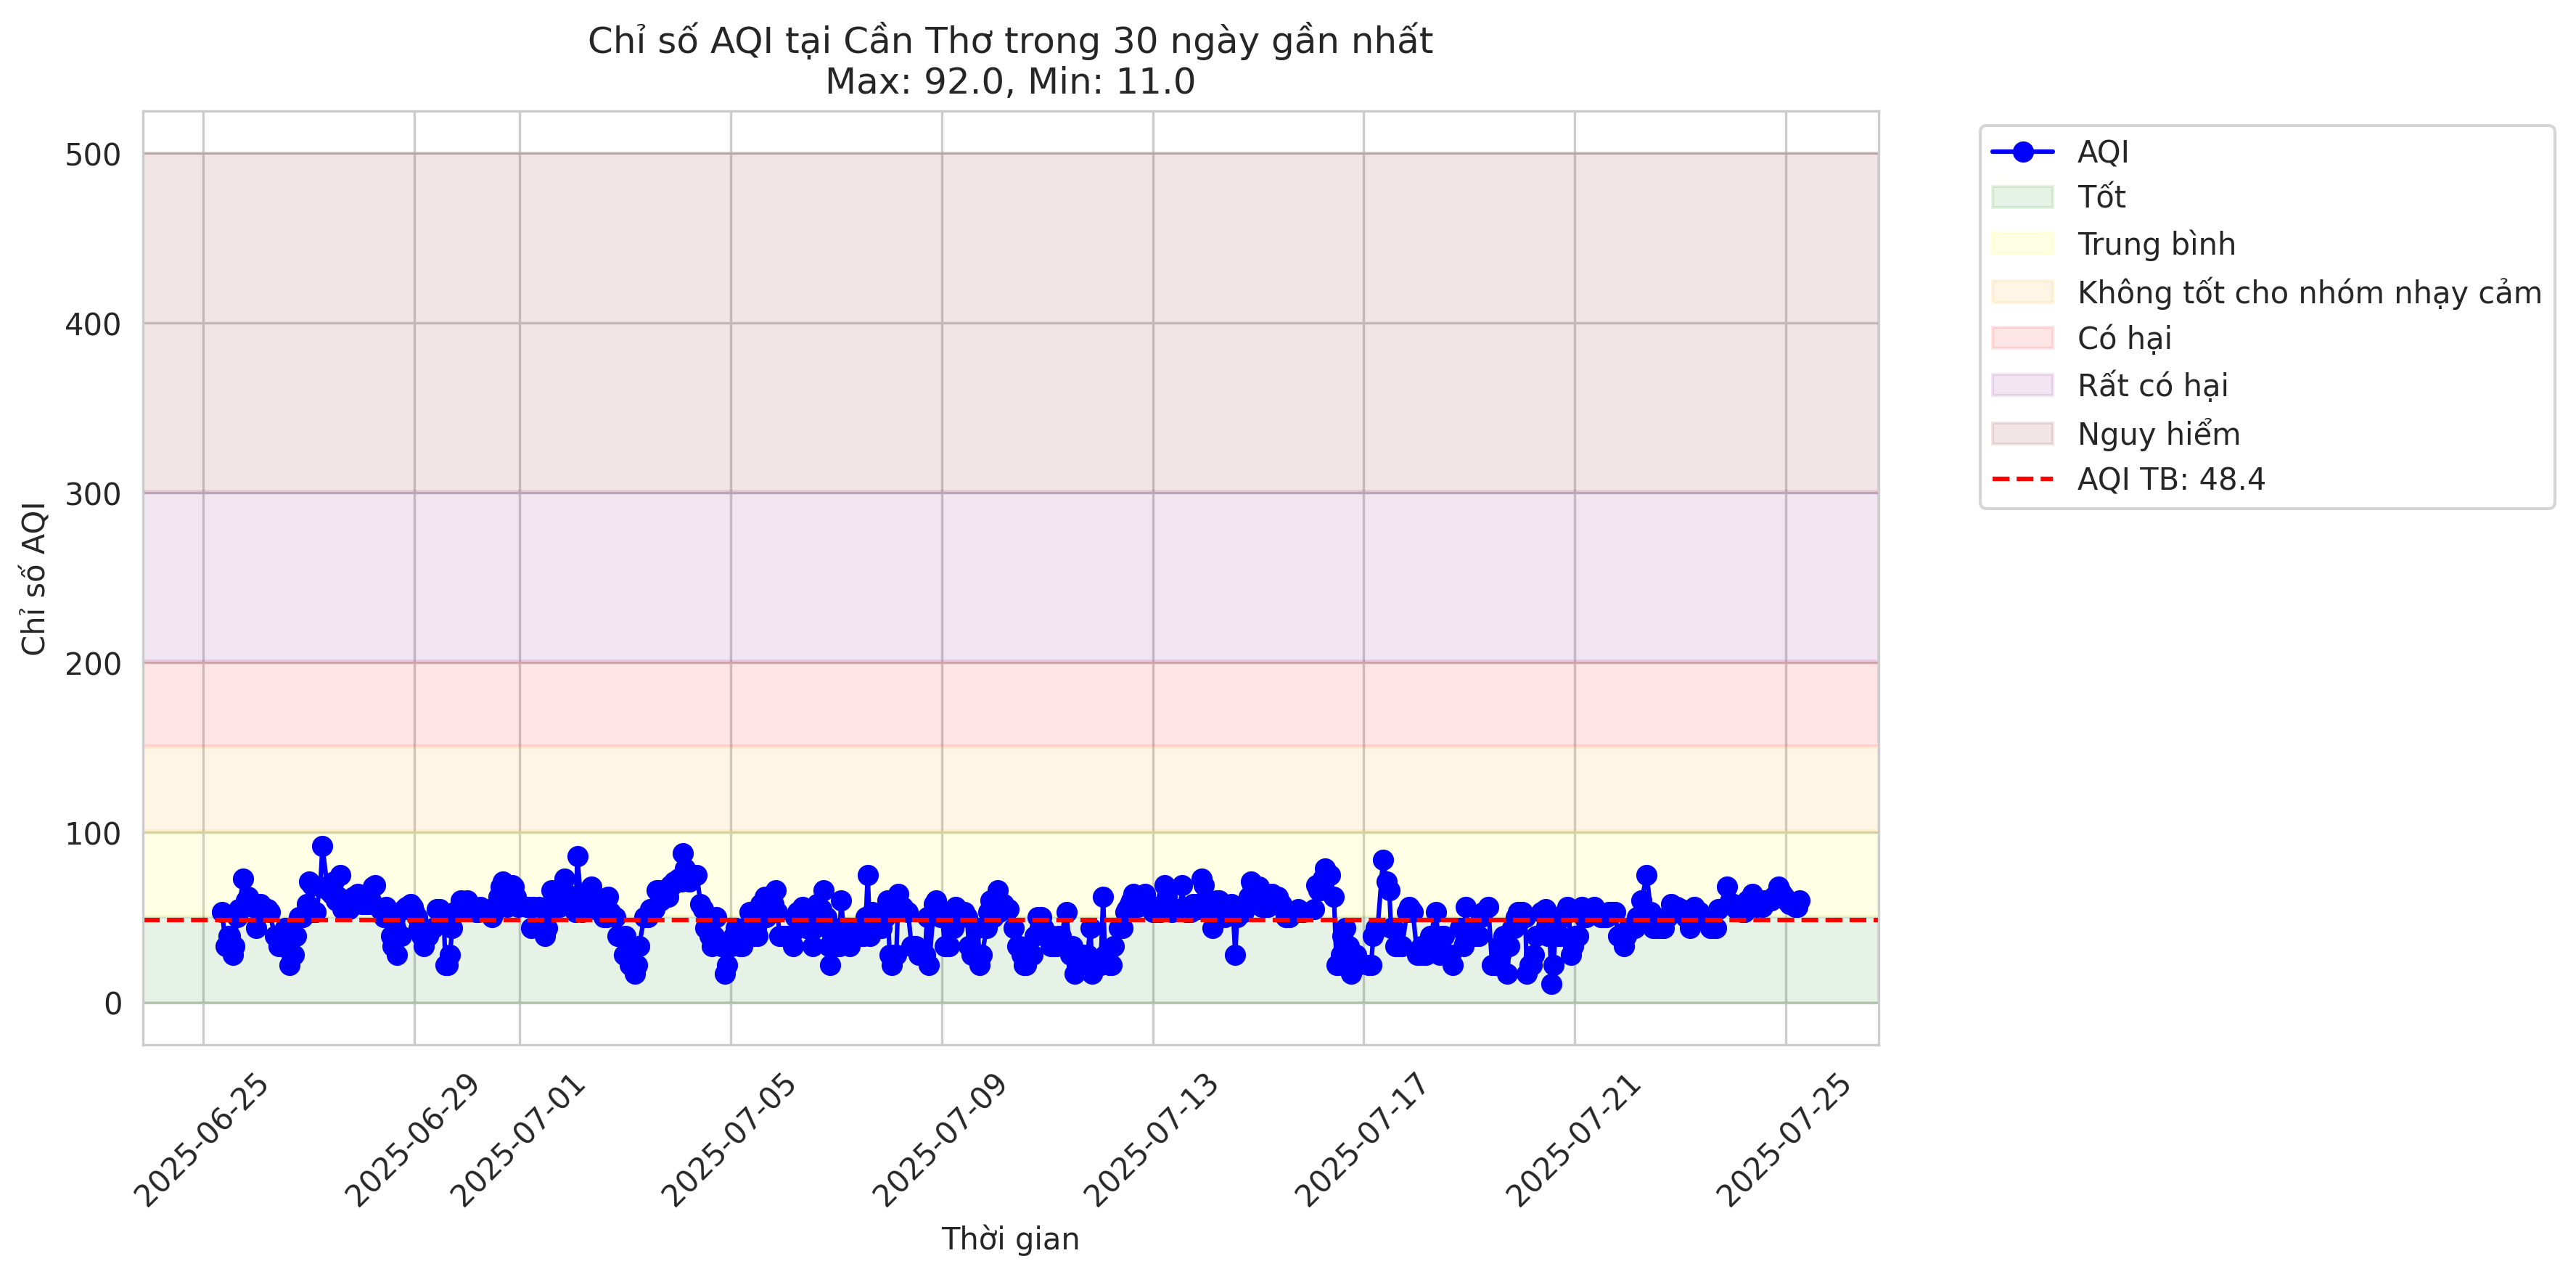 Chỉ số AQI tại Cần Thơ trong 30 ngày gần nhất
Max: 92.0, Min: 11.0
Chỉ số AQI
500
400
300
200
100
0
2025-06-25
2025-06-29
2025-07-01
2025-07-05
2025-07-09
2025-07-13
2025-07-17
2025-07-21
2025-07-25
Thời gian
AQI
Tốt
Trung bình
Không tốt cho nhóm nhạy cảm
Có hại
Rất có hại
Nguy hiểm
AQI TB: 48.4